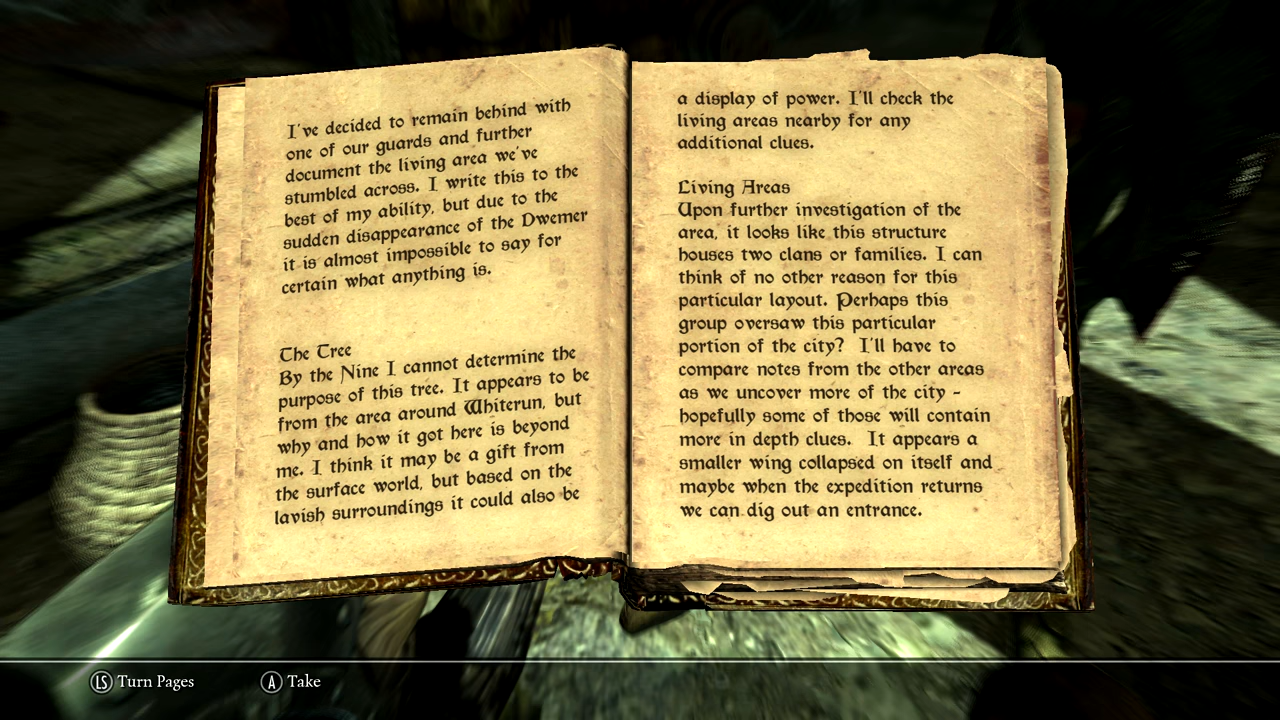 I've decided to remain behind with
one of our guards and further
document the living area we've
stumbled across. I write this to the
best of my ability, but due to the
sudden disappearance of the Dwemer
it is almost impossible to say for
certain what anything is.
The Tree
By the Nine I cannot determine the
purpose of this tree. It appears to be
from the area around Whiterun, but
why and how it got here is beyond
me. I think it may be a gift from
the surface world, but based on the
lavish surroundings it could also be
a display of power. I'll check the
living areas nearby for any
additional clues.
Living Areas
Upon further investigation of the
area, it looks like this structure
houses two clans or families. I can
think of no other reason for this
particular layout. Perhaps this
group oversaw this particular
portion of the city? I'll have to
compare notes from the other areas
as we uncover more of the city -
hopefully some of those will contain
more in depth clues. It appears a
smaller wing collapsed on itself and
maybe when the expedition returns
we can dig out an entrance.
LS Turn Pages
A Take